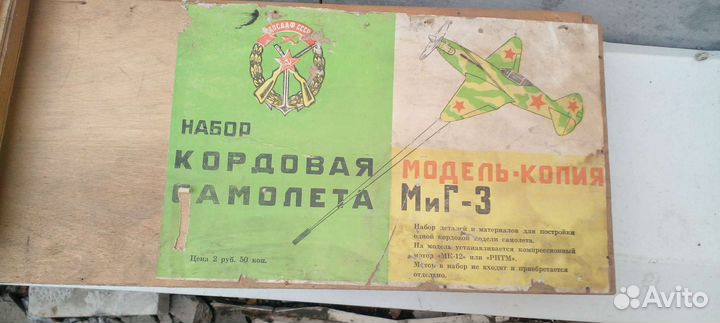 ДОСААФ СССР
НАБОР
КОРДОВАЯ МОДЕЛЬ-КОПИЯ
САМОЛЕТА МиГ-3
Цена 2 руб. 50 коп.
Набор деталей и материалов для постройки
одной кордовой модели самолета.
На модель устанавливается компрессионный
мотор «МК-12» или «РИТМ».
Мотор в набор не входит и приобретается
отдельно.
Avito